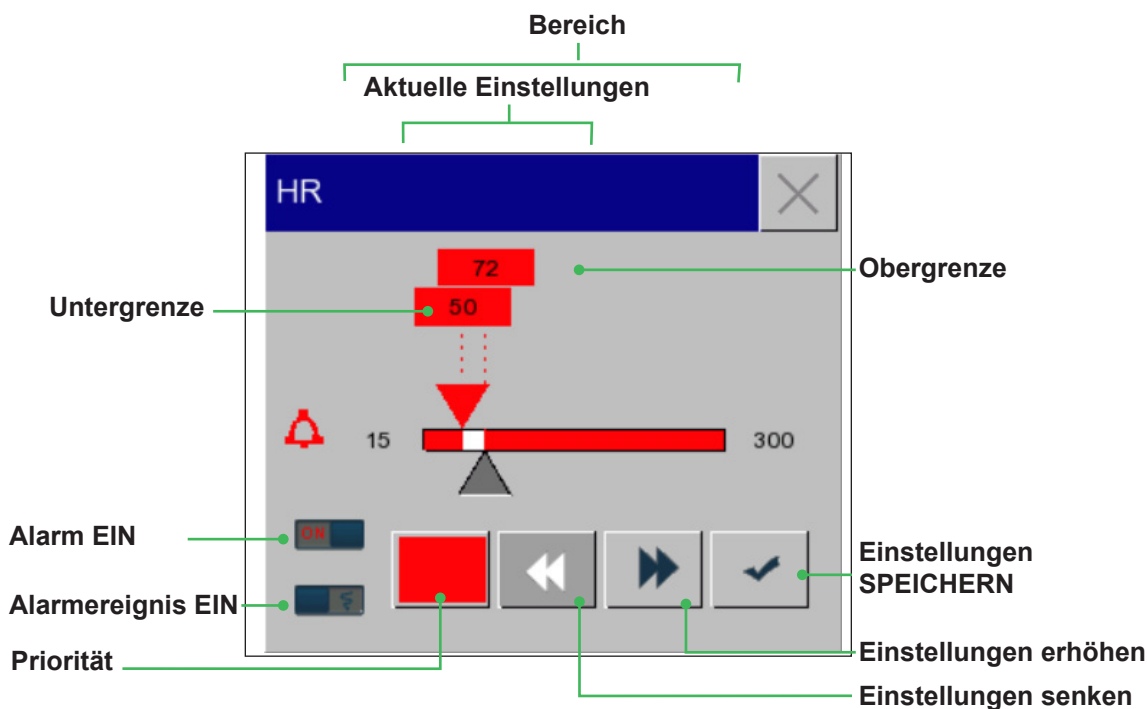 Bereich
Aktuelle Einstellungen
HR
72
Obergrenze
Untergrenze
50
15
300
Alarm EIN
ON
Einstellungen
SPEICHERN
Alarmereignis EIN
Priorität
Einstellungen erhöhen
Einstellungen senken